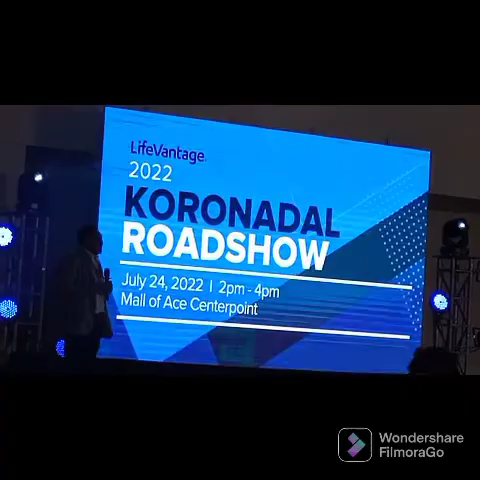 LifeVantage
2022
KORONADAL
ROADSHOW
July 24, 2022 | 2pm - 4pm
Mall of Ace Centerpoint
Wondershare
FilmoraGo